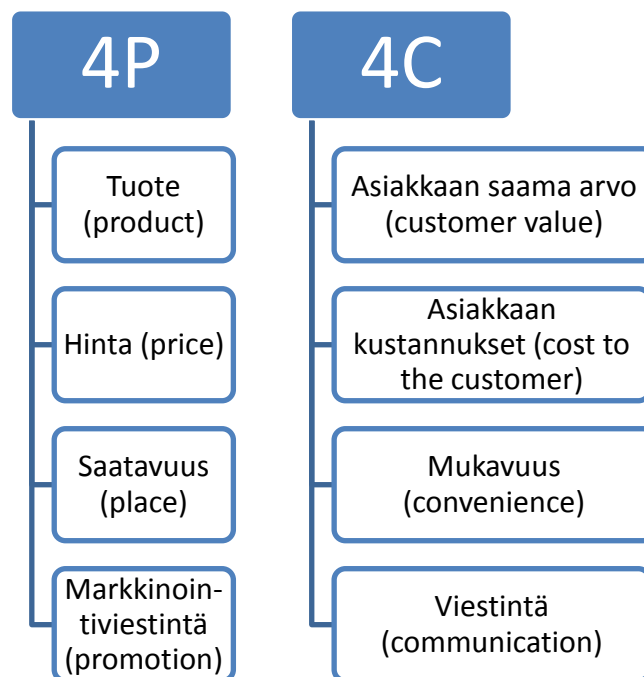 4P
Tuote
(product)
Hinta (price)
Saatavuus
(place)
Markkinoin-
tiviestintä
(promotion)
4C
Asiakkaan saama arvo
(customer value)
Asiakkaan
kustannukset (cost to
the customer)
Mukavuus
(convenience)
Viestintä
(communication)